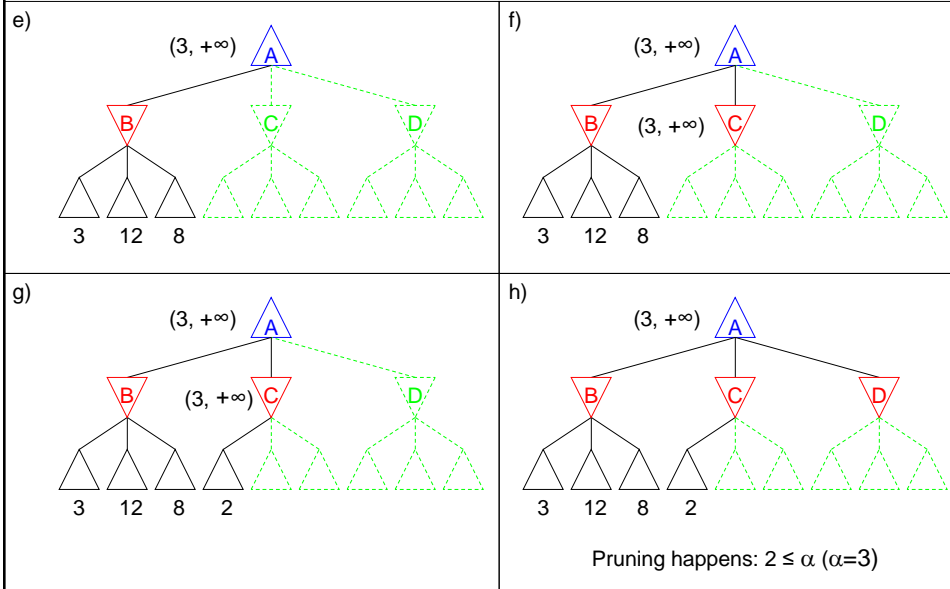 e)
(3, +∞)
A
B
C
D
3 12 8
f)
(3, +∞)
A
B
(3, +∞)
C
D
3 12 8
g)
(3, +∞)
A
B
(3, +∞)
C
D
3 12 8 2
h)
(3, +∞)
A
B
C
D
3 12 8 2
Pruning happens: 2 ≤ α (α=3)